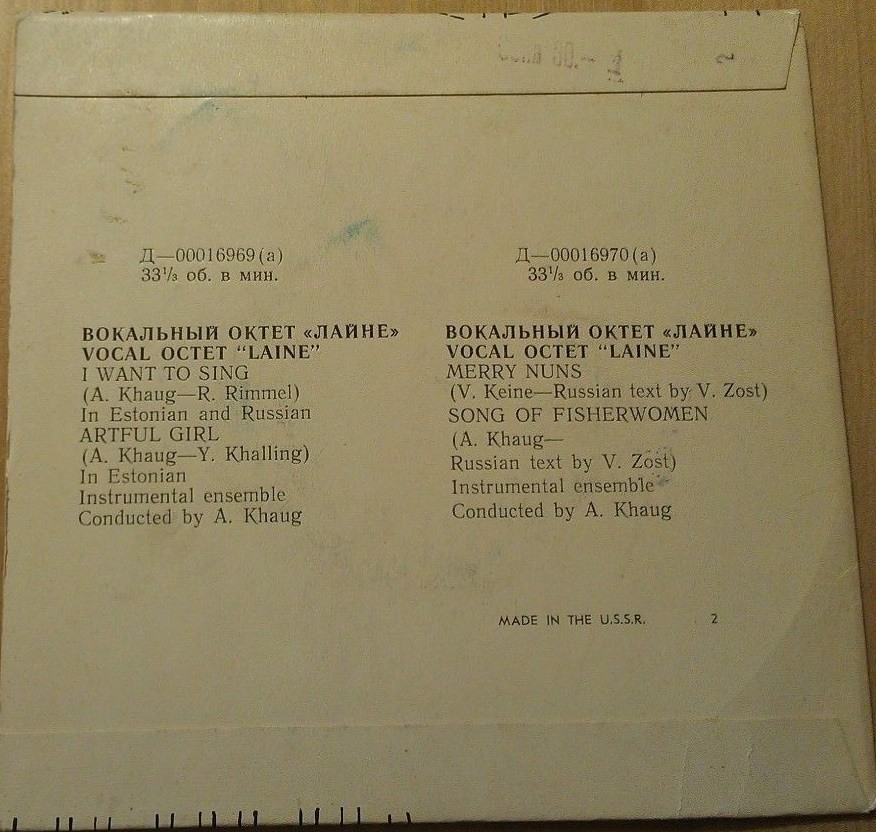 2
Д—00016969(а)
33⅓ об. в мин.
ВОКАЛЬНЫЙ ОКТЕТ «ЛАЙНЕ»
VOCAL OCTET “LAINE”
I WANT TO SING
(A. Khaug—R. Rimmel)
In Estonian and Russian
ARTFUL GIRL
(A. Khaug—Y. Khalling)
In Estonian
Instrumental ensemble
Conducted by A. Khaug
Д—00016970(а)
33⅓ об. в мин.
ВОКАЛЬНЫЙ ОКТЕТ «ЛАЙНЕ»
VOCAL OCTET “LAINE”
MERRY NUNS
(V. Keine—Russian text by V. Zost)
SONG OF FISHERWOMEN
(A. Khaug—
Russian text by V. Zost)
Instrumental ensemble
Conducted by A. Khaug
MADE IN THE U.S.S.R. 2